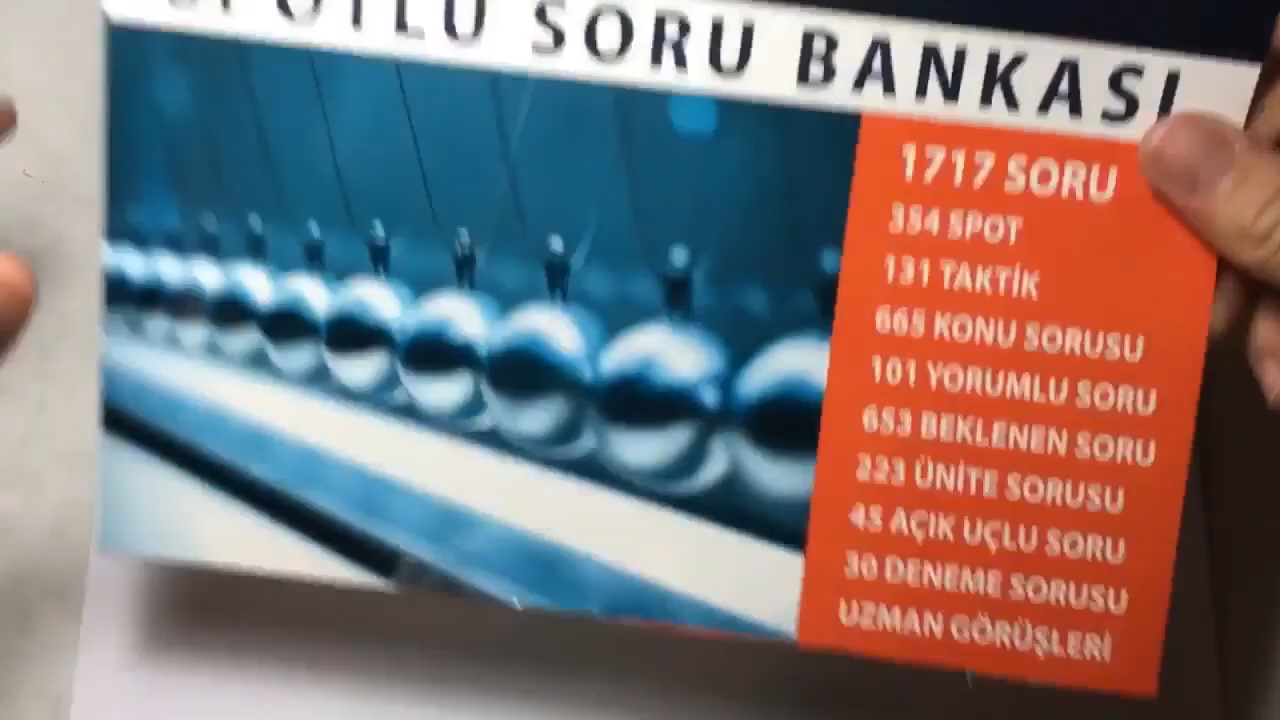 SPOTLU SORU BANKASI
1717 SORU
354 SPOT
131 TAKTİK
665 KONU SORUSU
101 YORUMLU SORU
653 BEKLENEN SORU
223 ÜNİTE SORUSU
45 AÇIK UÇLU SORU
30 DENEME SORUSU
UZMAN GÖRÜŞLERİ